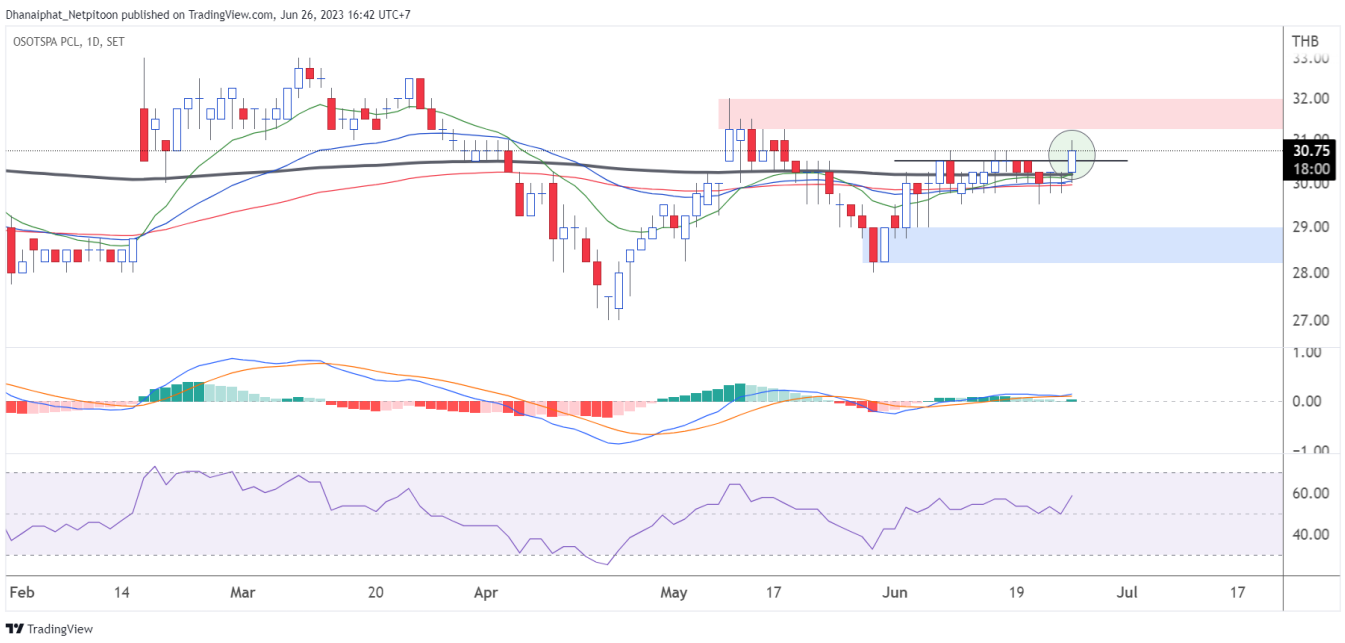 Dhanaiphat_Netpitoon published on TradingView.com, Jun 26, 2023 16:42 UTC+7
OSOTSPA PCL, 1D, SET
THB
33.00
32.00
31.00
30.75
18:00
30.00
29.00
28.00
27.00
1.00
0.00
−1.00
60.00
40.00
Feb 14 Mar 20 Apr May 17 Jun 19 Jul 17
TradingView